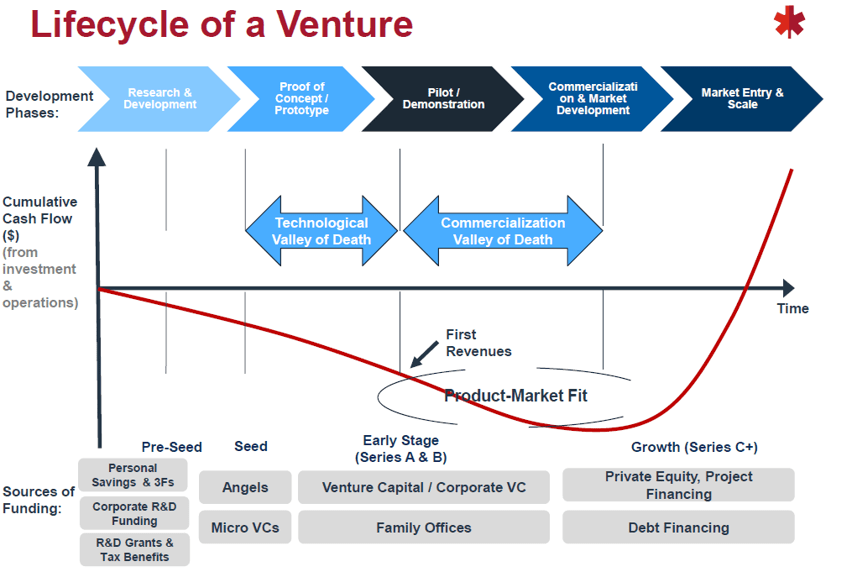 Lifecycle of a Venture
Development
Phases:
Research &
Development
Proof of
Concept /
Prototype
Pilot /
Demonstration
Commercializati
on & Market
Development
Market Entry &
Scale
Cumulative
Cash Flow
($)
(from
investment
&
operations)
Technological
Valley of Death
Commercialization
Valley of Death
Time
First
Revenues
Product-Market Fit
Pre-Seed
Seed
Early Stage
(Series A & B)
Growth (Series C+)
Sources of
Funding:
Personal
Savings & 3Fs
Corporate R&D
Funding
R&D Grants &
Tax Benefits
Angels
Micro VCs
Venture Capital / Corporate VC
Family Offices
Private Equity, Project
Financing
Debt Financing